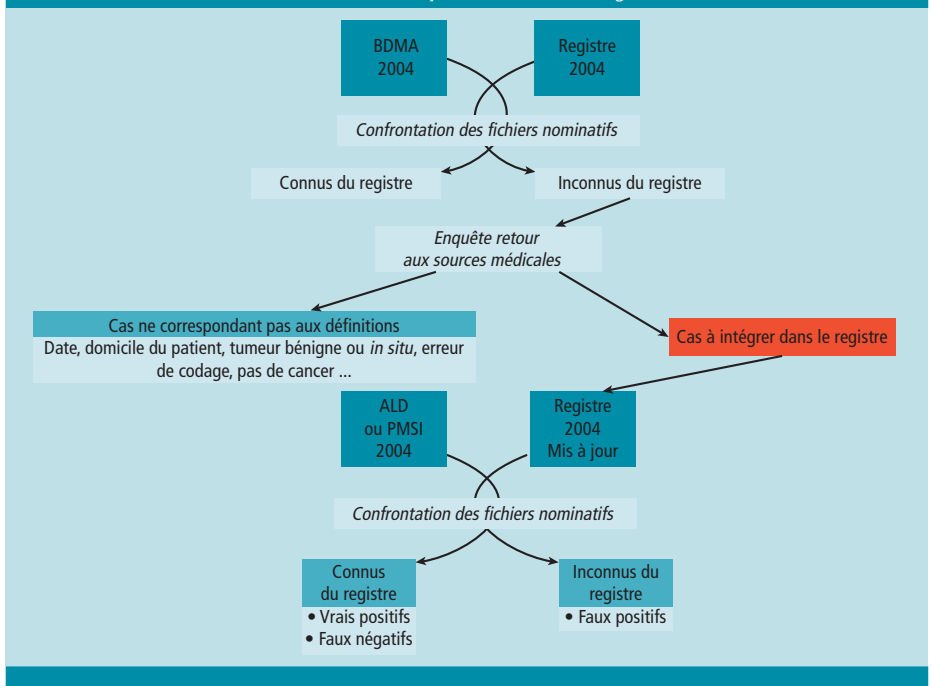 BDMA
2004
Registre
2004
Confrontation des fichiers nominatifs
Connus du registre
Inconnus du registre
Enquête retour
aux sources médicales
Cas ne correspondant pas aux définitions
Date, domicile du patient, tumeur bénigne ou in situ, erreur
de codage, pas de cancer ...
Cas à intégrer dans le registre
ALD
ou PMSI
2004
Registre
2004
Mis à jour
Confrontation des fichiers nominatifs
Connus
du registre
• Vrais positifs
• Faux négatifs
Inconnus du
registre
• Faux positifs